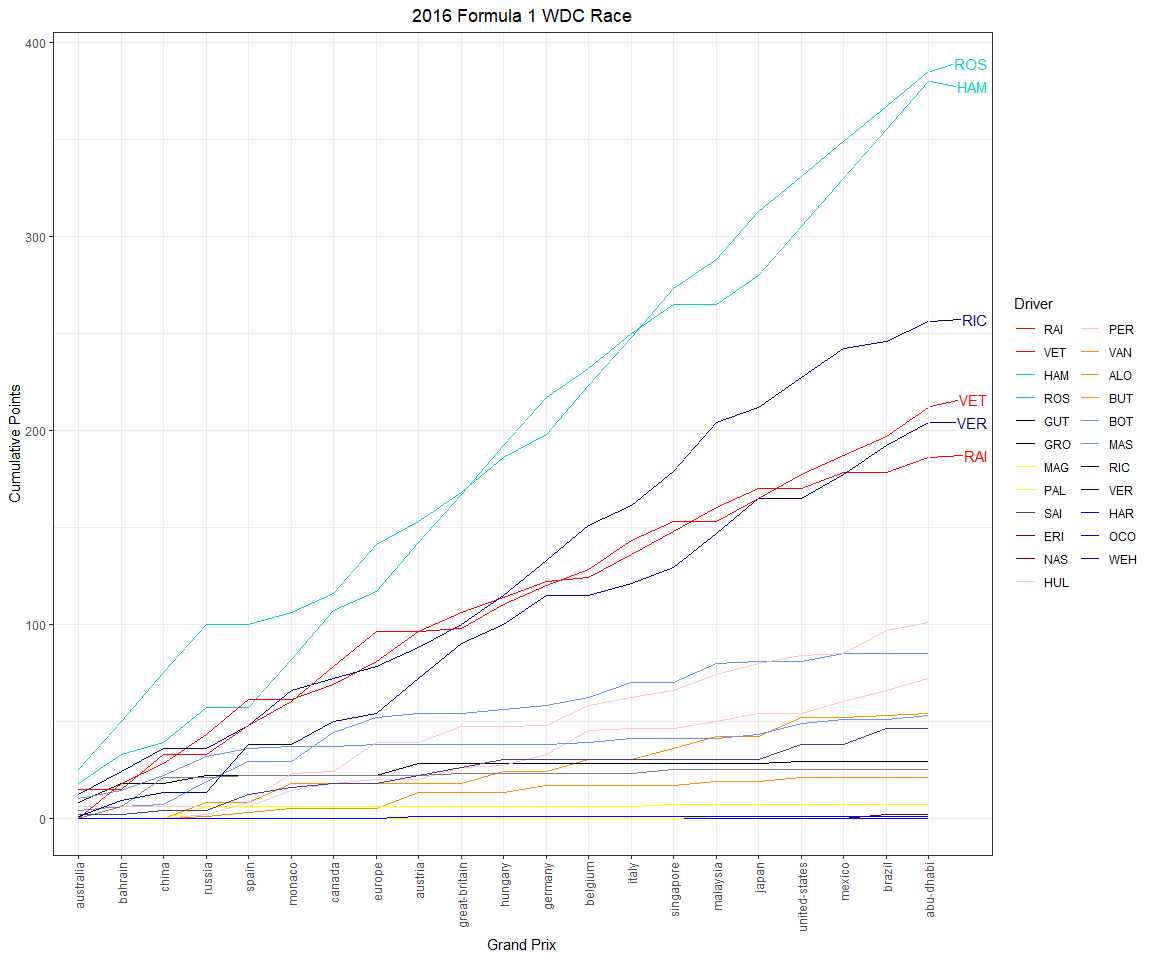 2016 Formula 1 WDC Race
Cumulative Points
400
300
200
100
0
ROS
HAM
RIC
VET
VER
RAI
australia
bahrain
china
russia
spain
monaco
canada
europe
austria
great-britain
hungary
germany
belgium
italy
singapore
malaysia
japan
united-states
mexico
brazil
abu-dhabi
Grand Prix
Driver
RAI PER
VET VAN
HAM ALO
ROS BUT
GUT BOT
GRO MAS
MAG RIC
PAL VER
SAI HAR
ERI OCO
NAS WEH
HUL